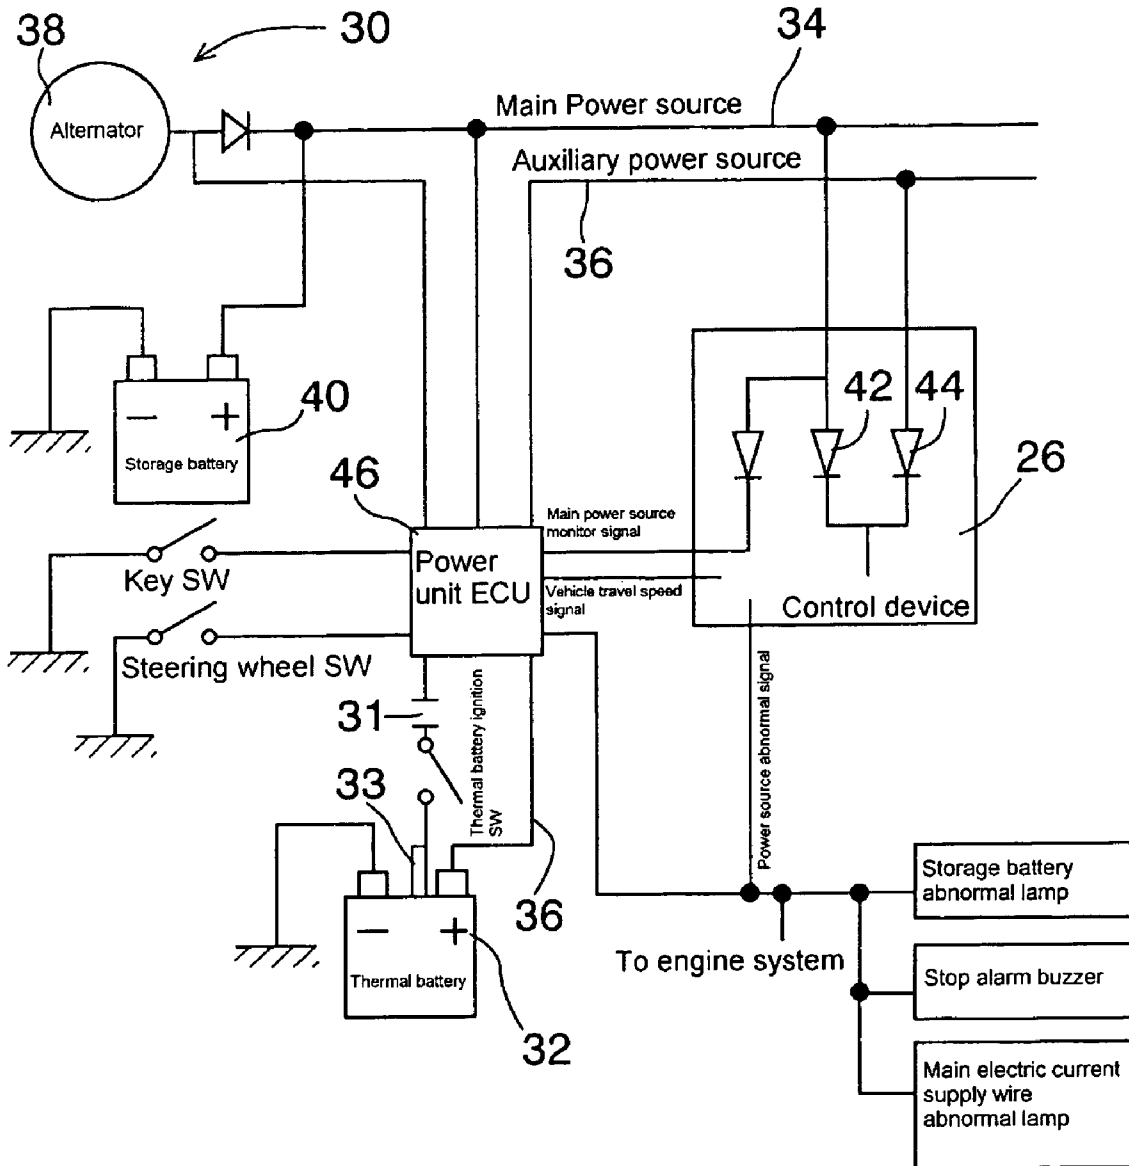 38
30
34
Alternator
Main Power source
Auxiliary power source
36
42
44
40
Storage battery
46
26
Main power source
monitor signal
Power
unit ECU
Key SW
Vehicle travel speed
signal
Control device
Steering wheel SW
31
Thermal battery ignition
SW
Power source abnormal signal
33
Storage battery
abnormal lamp
36
To engine system
Stop alarm buzzer
Thermal battery
32
Main electric current
supply wire
abnormal lamp